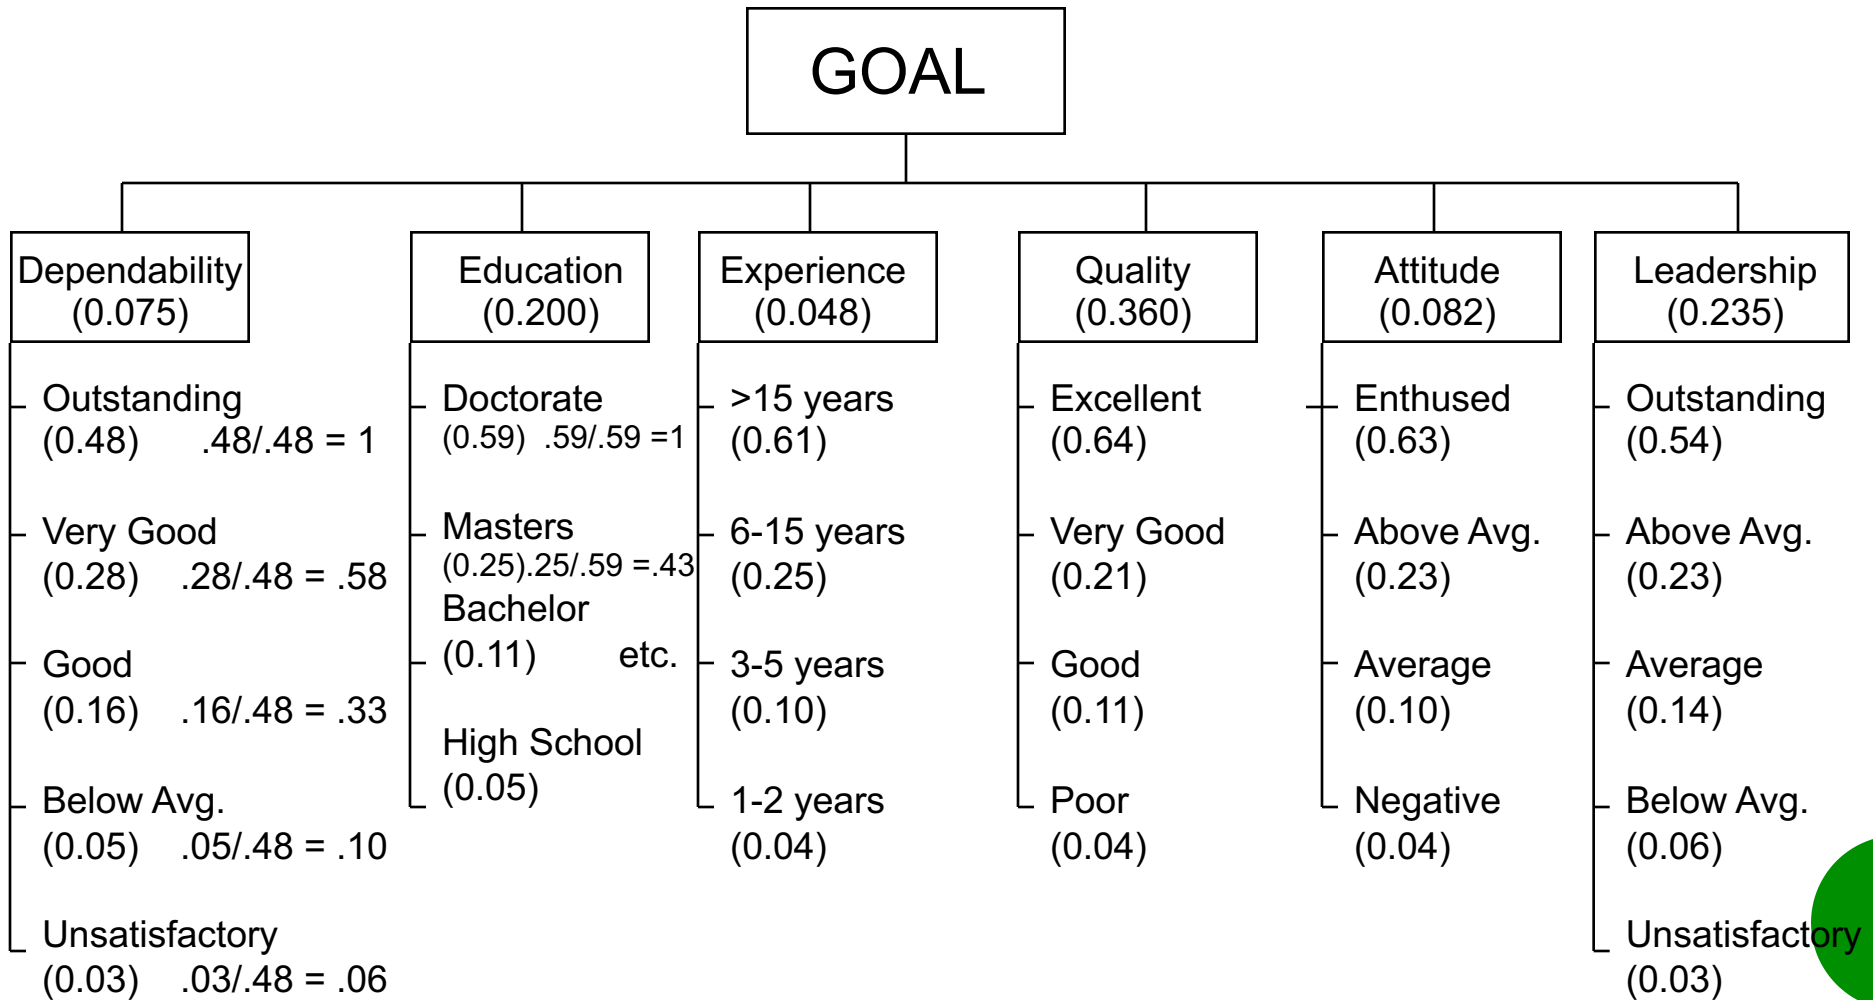 GOAL
Dependability
(0.075)
Outstanding
(0.48) .48/.48 = 1
Very Good
(0.28) .28/.48 = .58
Good
(0.16) .16/.48 = .33
Below Avg.
(0.05) .05/.48 = .10
Unsatisfactory
(0.03) .03/.48 = .06
Education
(0.200)
Doctorate
(0.59) .59/.59 =1
Masters
(0.25).25/.59 =.43
Bachelor
(0.11) etc.
High School
(0.05)
Experience
(0.048)
>15 years
(0.61)
6-15 years
(0.25)
3-5 years
(0.10)
1-2 years
(0.04)
Quality
(0.360)
Excellent
(0.64)
Very Good
(0.21)
Good
(0.11)
Poor
(0.04)
Attitude
(0.082)
Enthused
(0.63)
Above Avg.
(0.23)
Average
(0.10)
Negative
(0.04)
Leadership
(0.235)
Outstanding
(0.54)
Above Avg.
(0.23)
Average
(0.14)
Below Avg.
(0.06)
Unsatisfactory
(0.03)